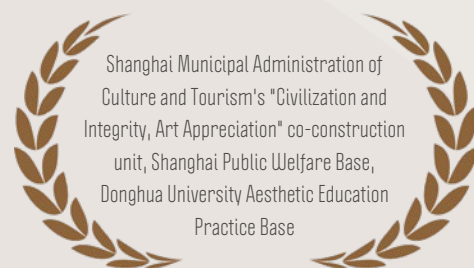 Shanghai Municipal Administration of
Culture and Tourism's "Civilization and
Integrity, Art Appreciation" co-construction
unit, Shanghai Public Welfare Base,
Donghua University Aesthetic Education
Practice Base